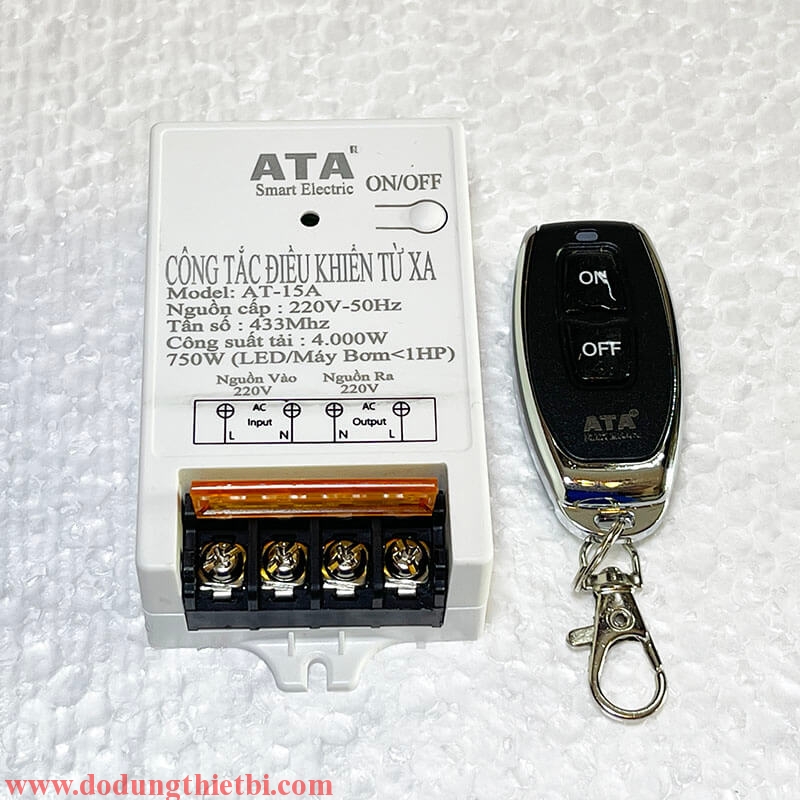 ATA R
Smart Electric
ON/OFF
CÔNG TẮC ĐIỀU KHIỂN TỪ XA
Model: AT-15A
Nguồn cấp : 220V-50Hz
Tần số : 433Mhz
Công suất tải : 4.000W
750W (LED/Máy Bơm<1HP)
Nguồn Vào Nguồn Ra
220V 220V
AC AC
Input Output
L N N L
ON
OFF
ATA R
www.dodungthietbi.com